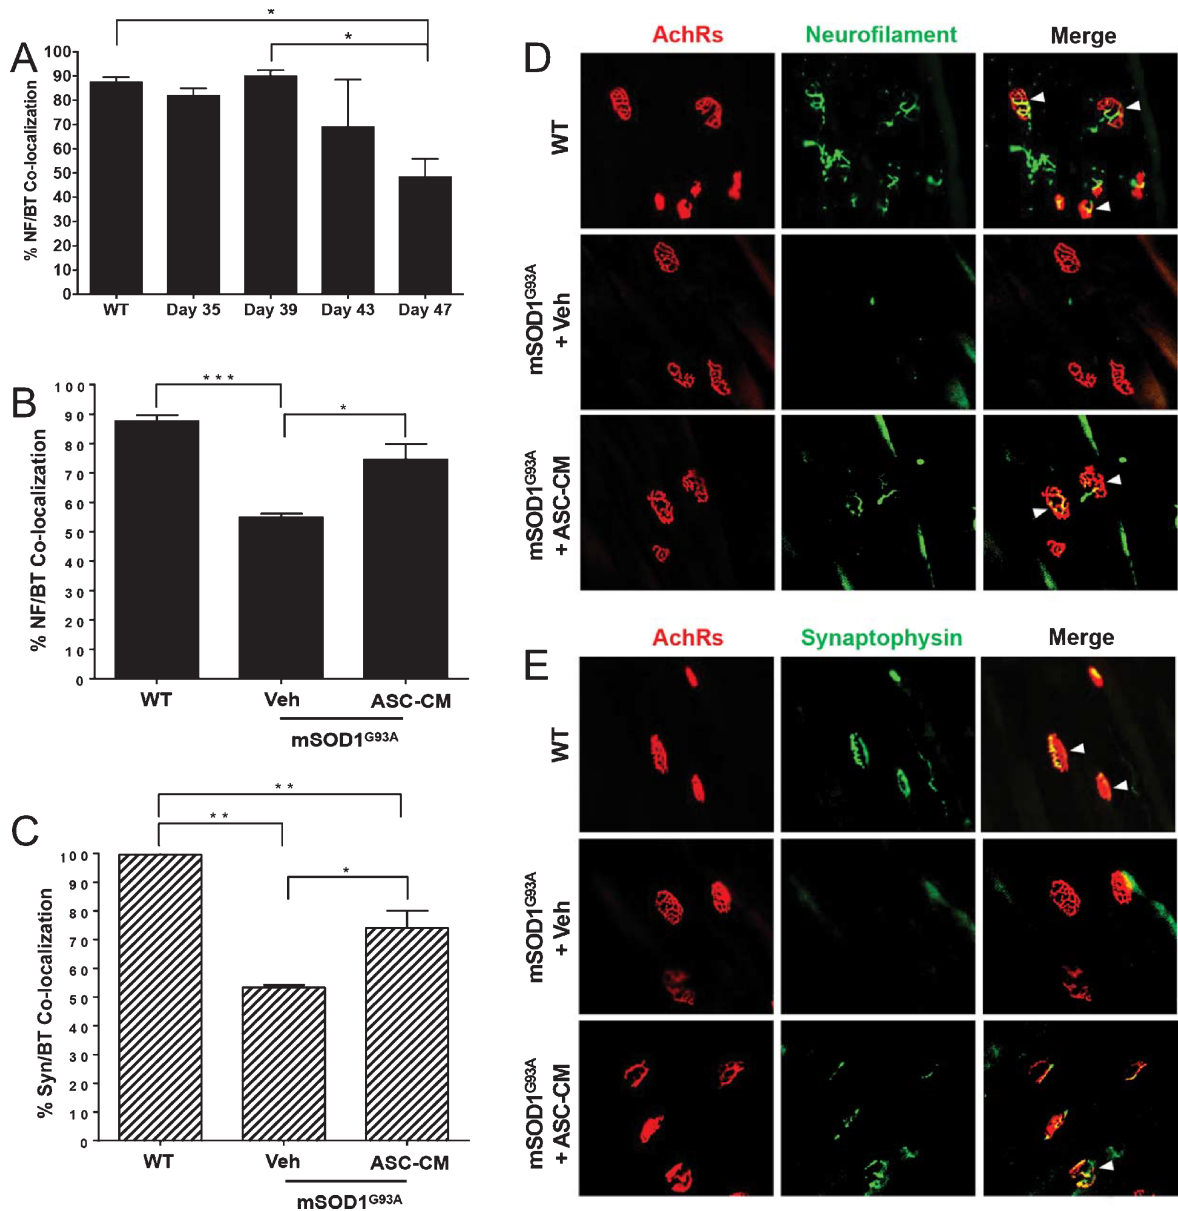 A
% NF/BT Co-localization
100
90
80
70
60
50
40
30
20
10
0
*
*
WT Day 35 Day 39 Day 43 Day 47
B
% NF/BT Co-localization
100
90
80
70
60
50
40
30
20
10
0
***
*
WT Veh ASC-CM
mSOD1G93A
C
% Syn/BT Co-localization
100
80
70
60
50
40
30
20
10
0
**
**
*
WT Veh ASC-CM
mSOD1G93A
D
AchRs Neurofilament Merge
WT
mSOD1G93A
+ Veh
mSOD1G93A
+ ASC-CM
E
AchRs Synaptophysin Merge
WT
mSOD1G93A
+ Veh
mSOD1G93A
+ ASC-CM